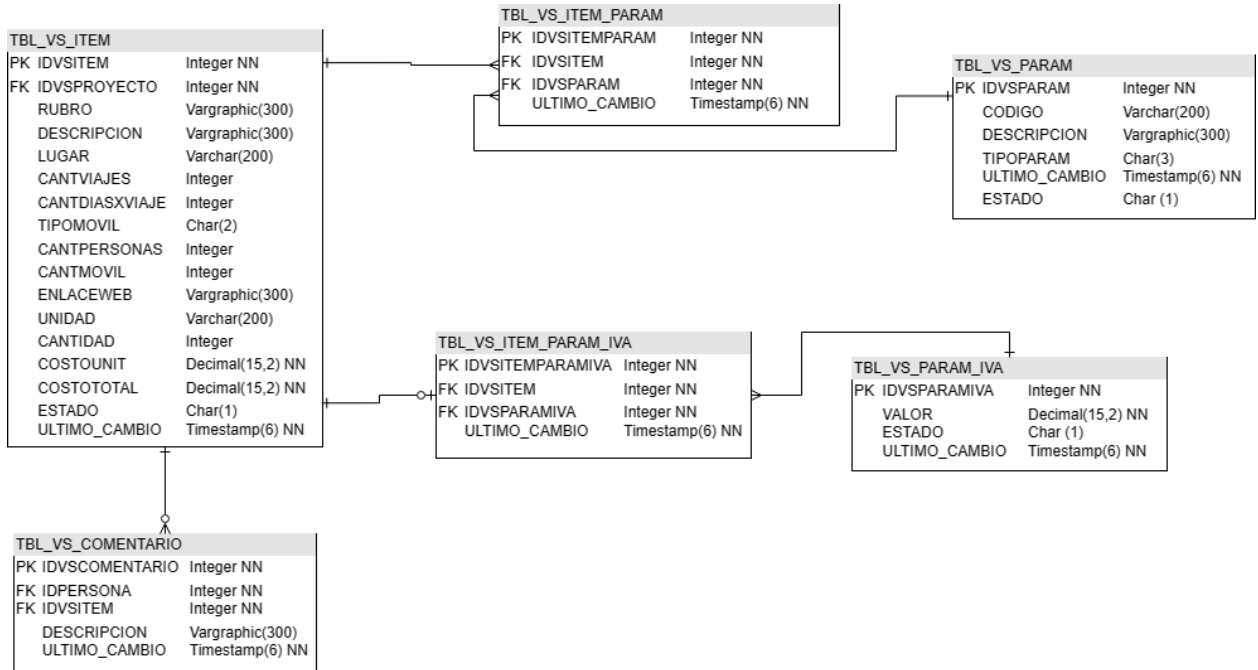 TBL_VS_ITEM
PK IDVSITEM Integer NN
FK IDVSPROYECTO Integer NN
RUBRO Vargraphic(300)
DESCRIPCION Vargraphic(300)
LUGAR Varchar(200)
CANTVIAJES Integer
CANTDIASXVIAJE Integer
TIPOMOVIL Char(2)
CANTPERSONAS Integer
CANTMOVIL Integer
ENLACEWEB Vargraphic(300)
UNIDAD Varchar(200)
CANTIDAD Integer
COSTOUNIT Decimal(15,2) NN
COSTOTOTAL Decimal(15,2) NN
ESTADO Char(1)
ULTIMO_CAMBIO Timestamp(6) NN
TBL_VS_ITEM_PARAM
PK IDVSITEMPARAM Integer NN
FK IDVSITEM Integer NN
FK IDVSPARAM Integer NN
ULTIMO_CAMBIO Timestamp(6) NN
TBL_VS_PARAM
PK IDVSPARAM Integer NN
CODIGO Varchar(200)
DESCRIPCION Vargraphic(300)
TIPOPARAM Char(3)
ULTIMO_CAMBIO Timestamp(6) NN
ESTADO Char (1)
TBL_VS_ITEM_PARAM_IVA
PK IDVSITEMPARAMIVA Integer NN
FK IDVSITEM Integer NN
FK IDVSPARAMIVA Integer NN
ULTIMO_CAMBIO Timestamp(6) NN
TBL_VS_PARAM_IVA
PK IDVSPARAMIVA Integer NN
VALOR Decimal(15,2) NN
ESTADO Char (1)
ULTIMO_CAMBIO Timestamp(6) NN
TBL_VS_COMENTARIO
PK IDVSCOMENTARIO Integer NN
FK IDPERSONA Integer NN
FK IDVSITEM Integer NN
DESCRIPCION Vargraphic(300)
ULTIMO_CAMBIO Timestamp(6) NN